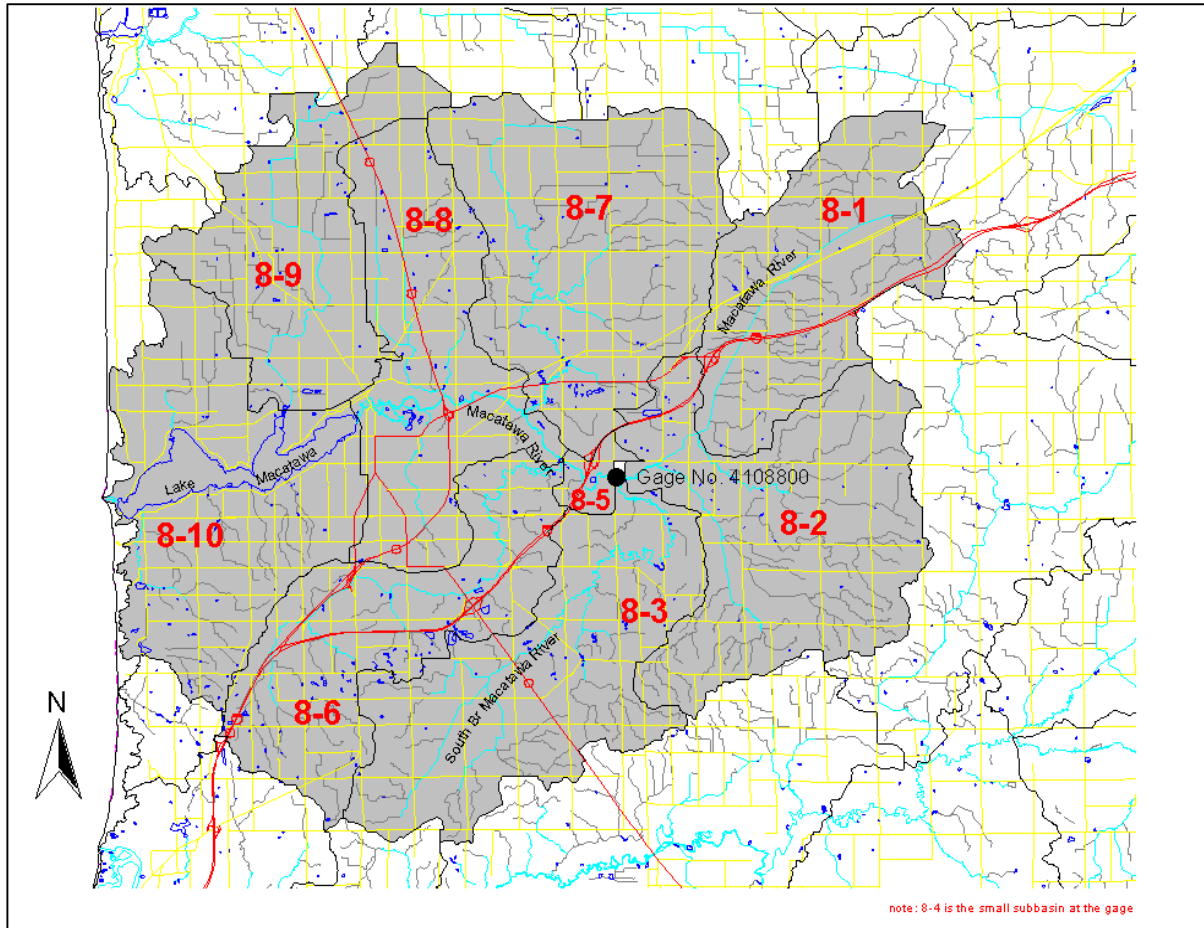 8-1
8-7
8-8
8-9
Macatawa River
Macatawa River
Gage No. 4108800
Lake Macatawa
8-5
8-2
8-10
8-3
South Br Macatawa River
8-6
N
note: 8-4 is the small subbasin at the gage